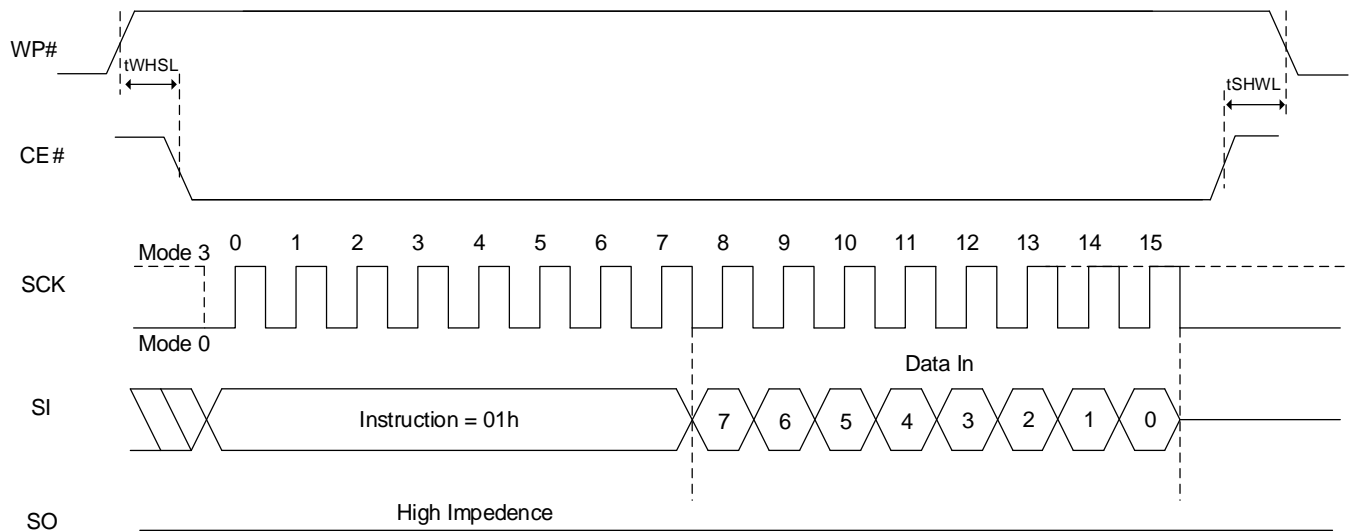 WP#
tWHSL
tSHWL
CE#
0 1 2 3 4 5 6 7 8 9 10 11 12 13 14 15
Mode 3
SCK
Mode 0
Data In
SI
Instruction = 01h
7 6 5 4 3 2 1 0
High Impedence
SO